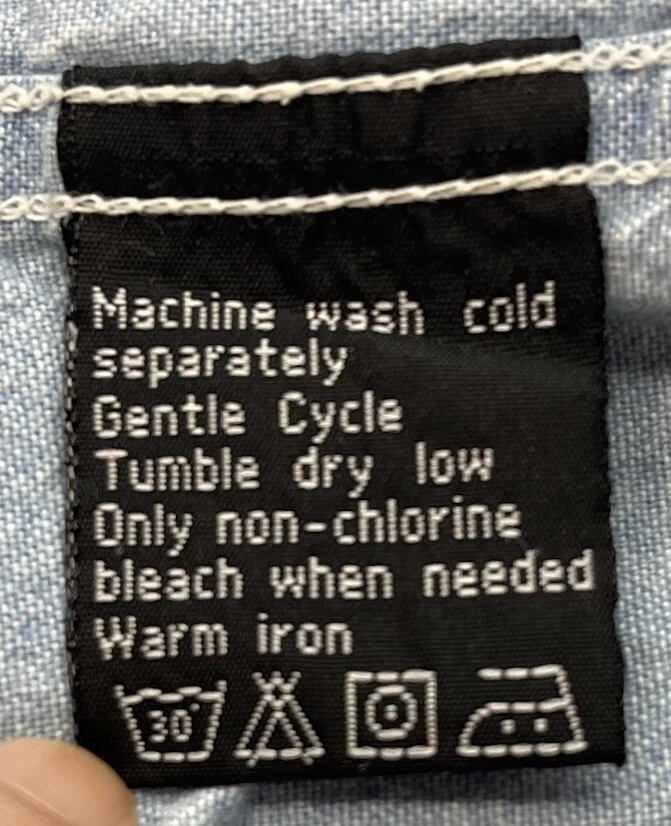 Machine wash cold
separately
Gentle Cycle
Tumble dry low
Only non-chlorine
bleach when needed
Warm iron
30°